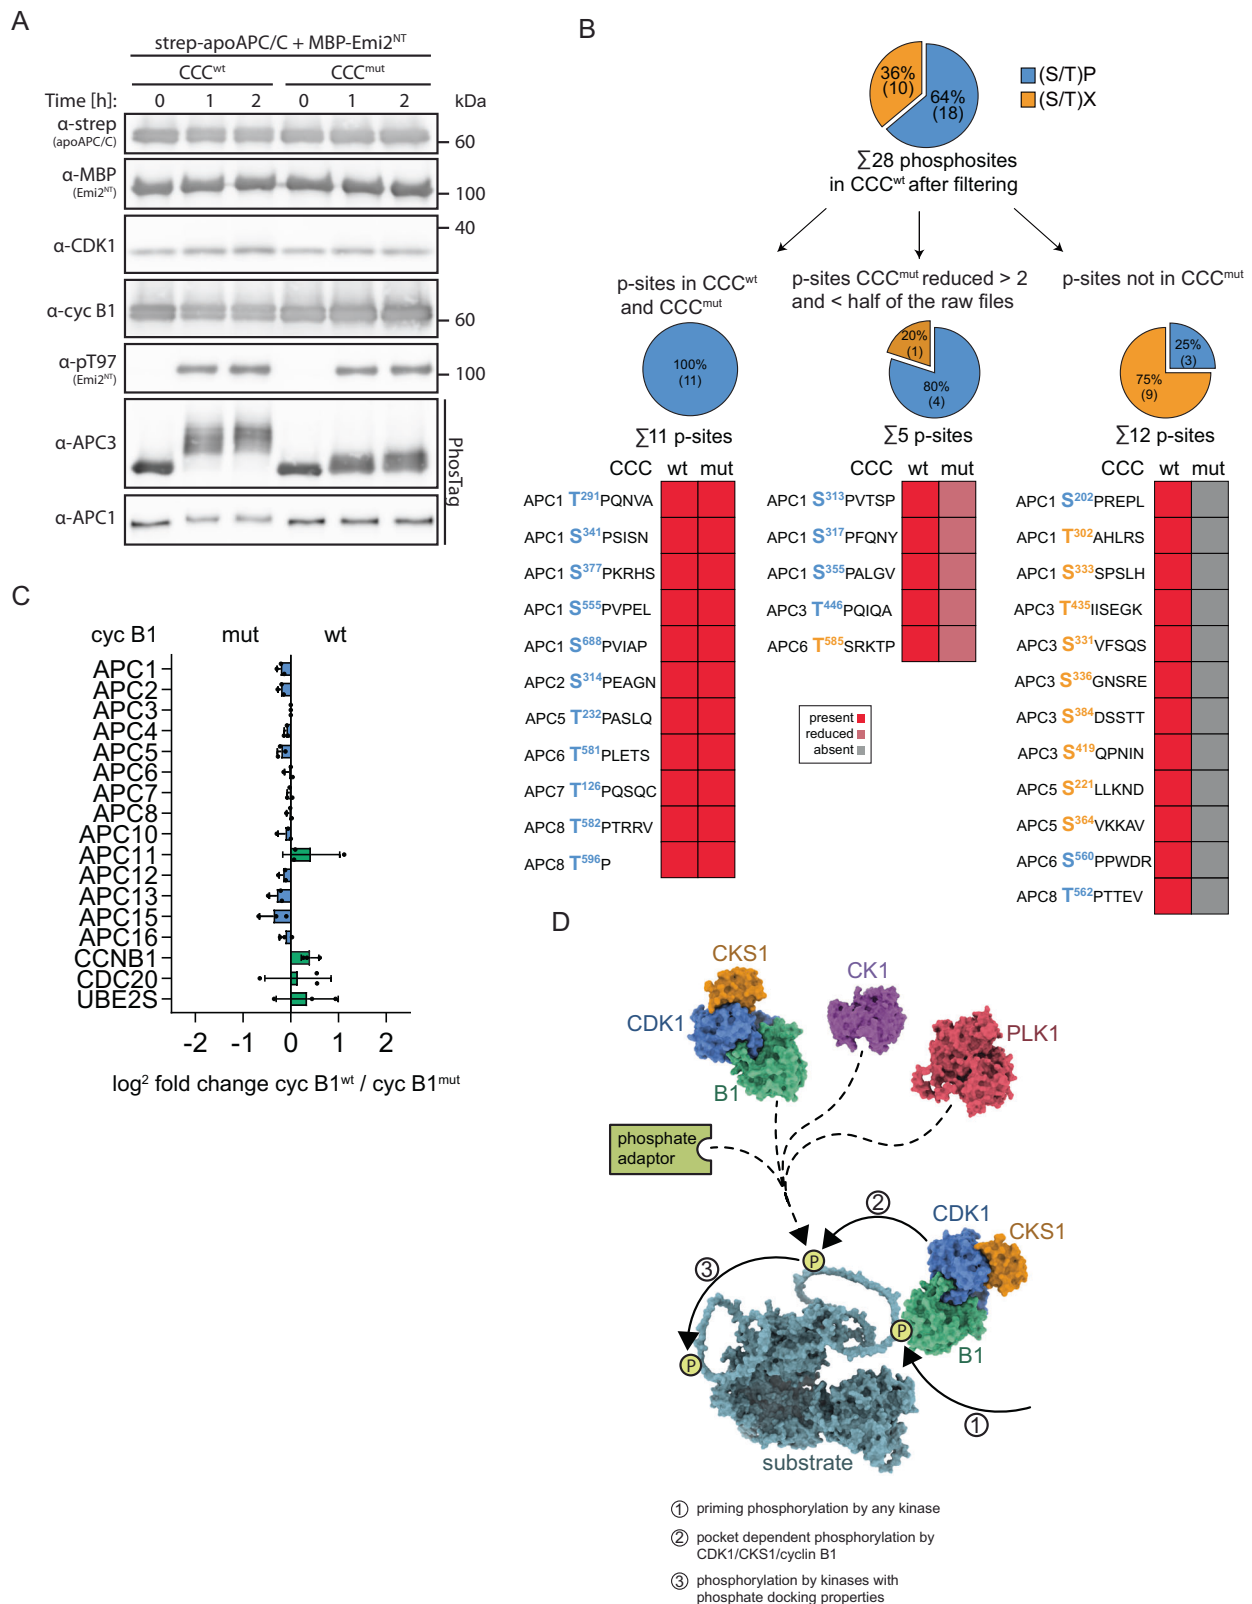 A
strep-apoAPC/C + MBP-Emi2NT
CCCwt CCCmut
Time [h]: 0 1 2 0 1 2 kDa
α-strep
(apoAPC/C)
60
α-MBP
(Emi2NT)
100
40
α-CDK1
α-cyc B1
60
α-pT97
(Emi2NT)
100
α-APC3
α-APC1
PhosTag
B
36%
(10)
64%
(18)
(S/T)P
(S/T)X
∑28 phosphosites
in CCCwt after filtering
p-sites in CCCwt
and CCCmut
p-sites CCCmut reduced > 2
and < half of the raw files
p-sites not in CCCmut
100%
(11)
20%
(1)
80%
(4)
25%
(3)
75%
(9)
∑11 p-sites
∑5 p-sites
∑12 p-sites
CCC wt mut
APC1 T291PQNVA
APC1 S341PSISN
APC1 S377PKRHS
APC1 S555PVPEL
APC1 S688PVIAP
APC2 S314PEAGN
APC5 T232PASLQ
APC6 T581PLETS
APC7 T126PQSQC
APC8 T582PTRRV
APC8 T596P
CCC wt mut
APC1 S313PVTSP
APC1 S317PFQNY
APC1 S355PALGV
APC3 T446PQIQA
APC6 T585SRKTP
present
reduced
absent
CCC wt mut
APC1 S202PREPL
APC1 T302AHLRS
APC1 S333SPSLH
APC3 T435IISEGK
APC3 S331VFSQS
APC3 S336GNSRE
APC3 S384DSSTT
APC3 S419QPNIN
APC5 S221LLKND
APC5 S364VKKAV
APC6 S560PPWDR
APC8 T562PTTEV
C
cyc B1 mut wt
APC1
APC2
APC3
APC4
APC5
APC6
APC7
APC8
APC10
APC11
APC12
APC13
APC15
APC16
CCNB1
CDC20
UBE2S
-2 -1 0 1 2
log2 fold change cyc B1wt / cyc B1mut
D
CKS1
CK1
CDK1
PLK1
B1
phosphate
adaptor
2
CDK1
CKS1
P
3
P
P
B1
1
substrate
1 priming phosphorylation by any kinase
2 pocket dependent phosphorylation by
CDK1/CKS1/cyclin B1
3 phosphorylation by kinases with
phosphate docking properties